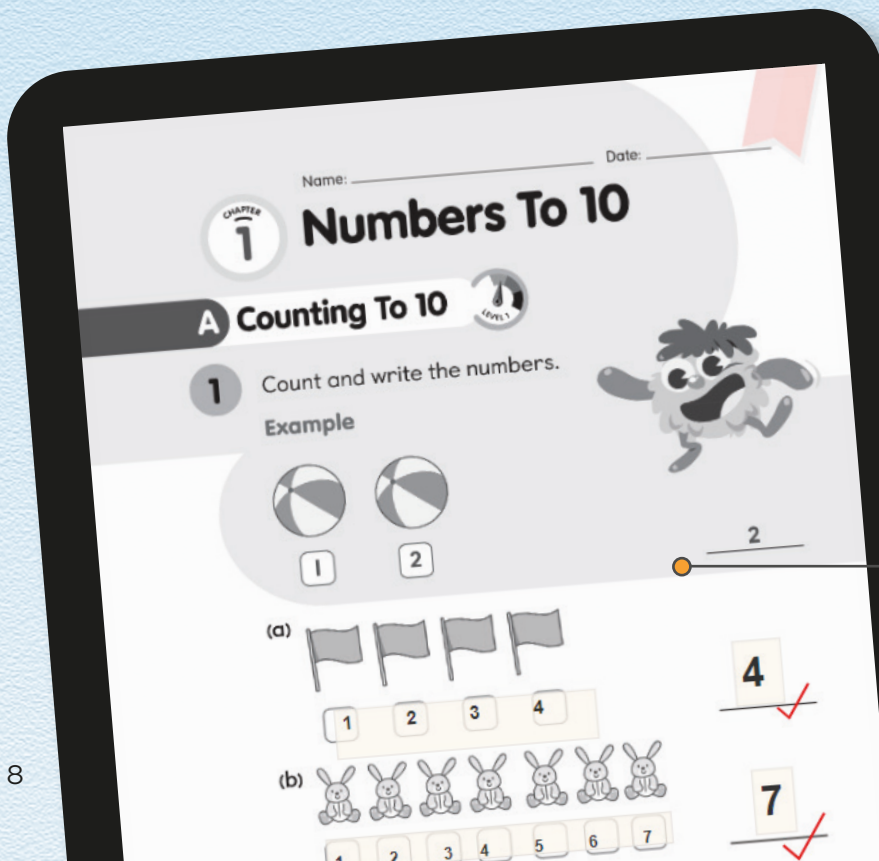 Name: Date:
CHAPTER
1
Numbers To 10
A Counting To 10
LEVEL 1
1 Count and write the numbers.
Example
1 2
2
(a)
1 2 3 4
4
(b)
1 2 3 4 5 6 7
7
8